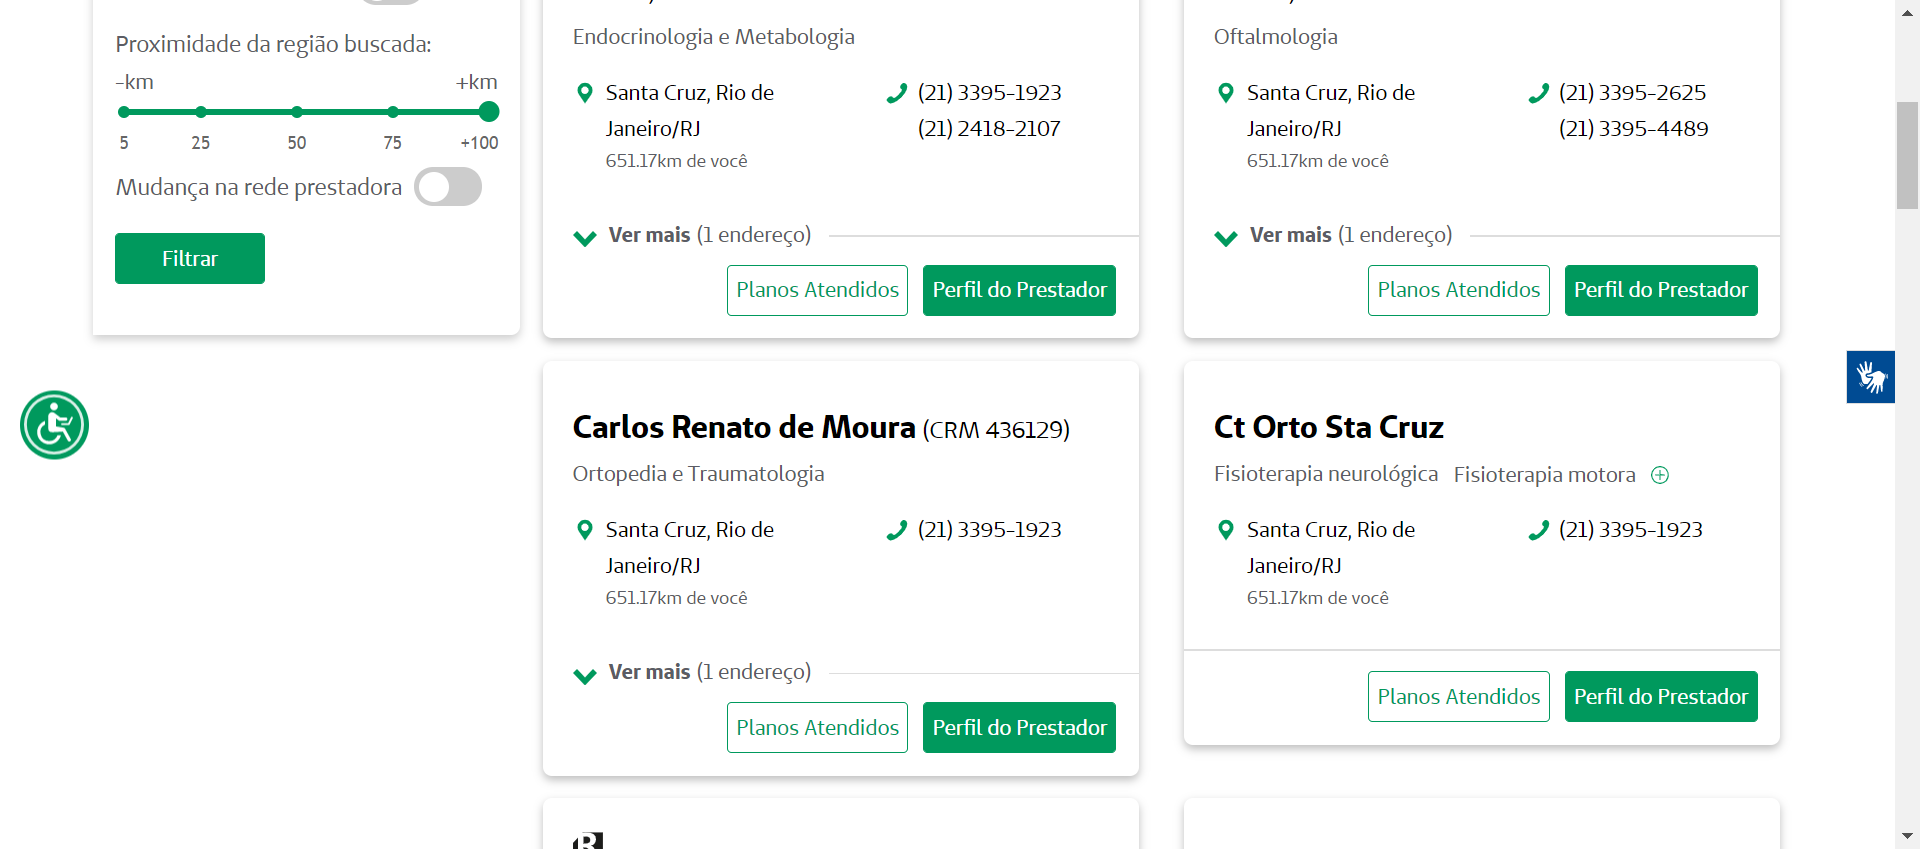 Proximidade da região buscada:
-km +km
5 25 50 75 +100
Mudança na rede prestadora
Filtrar
Endocrinologia e Metabologia
Santa Cruz, Rio de
Janeiro/RJ
651.17km de você
(21) 3395-1923
(21) 2418-2107
Ver mais (1 endereço)
Planos Atendidos
Perfil do Prestador
Oftalmologia
Santa Cruz, Rio de
Janeiro/RJ
651.17km de você
(21) 3395-2625
(21) 3395-4489
Ver mais (1 endereço)
Planos Atendidos
Perfil do Prestador
Carlos Renato de Moura (CRM 436129)
Ortopedia e Traumatologia
Santa Cruz, Rio de
Janeiro/RJ
651.17km de você
(21) 3395-1923
Ver mais (1 endereço)
Planos Atendidos
Perfil do Prestador
Ct Orto Sta Cruz
Fisioterapia neurológica Fisioterapia motora
Santa Cruz, Rio de
Janeiro/RJ
651.17km de você
(21) 3395-1923
Planos Atendidos
Perfil do Prestador
R